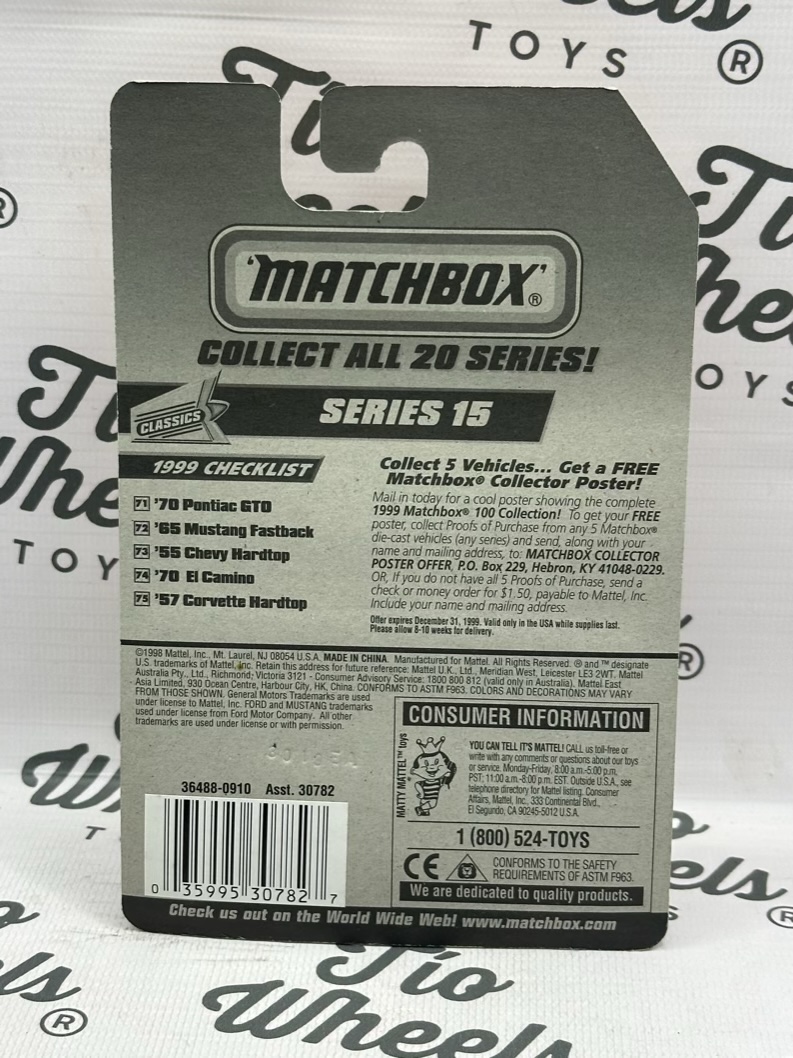 TOYS ®
'MATCHBOX'®
COLLECT ALL 20 SERIES!
CLASSICS
SERIES 15
1999 CHECKLIST
71 '70 Pontiac GTO
72 '65 Mustang Fastback
73 '55 Chevy Hardtop
74 '70 El Camino
75 '57 Corvette Hardtop
Collect 5 Vehicles... Get a FREE
Matchbox® Collector Poster!
Mail in today for a cool poster showing the complete
1999 Matchbox® 100 Collection! To get your FREE
poster, collect Proofs of Purchase from any 5 Matchbox®
die-cast vehicles (any series) and send, along with your
name and mailing address, to: MATCHBOX COLLECTOR
POSTER OFFER, P.O. Box 229, Hebron, KY 41048-0229.
OR, If you do not have all 5 Proofs of Purchase, send a
check or money order for $1.50, payable to Mattel, Inc.
Include your name and mailing address.
Offer expires December 31, 1999. Valid only in the USA while supplies last.
Please allow 8-10 weeks for delivery.
©1998 Mattel, Inc., Mt. Laurel, NJ 08054 U.S.A. MADE IN CHINA. Manufactured for Mattel. All Rights Reserved. ® and ™ designate
U.S. trademarks of Mattel, Inc. Retain this address for future reference: Mattel U.K., Ltd., Meridian West, Leicester LE3 2WT. Mattel
Australia Pty., Ltd., Richmond; Victoria 3121 - Consumer Advisory Service: 1800 800 812 (valid only in Australia). Mattel East
Asia Limited, 930 Ocean Centre, Harbour City, HK, China. CONFORMS TO ASTM F963. COLORS AND DECORATIONS MAY VARY
FROM THOSE SHOWN. General Motors Trademarks are used
under license to Mattel, Inc. FORD and MUSTANG trademarks
used under license from Ford Motor Company. All other
trademarks are used under license or with permission.
CONSUMER INFORMATION
MATTY MATTEL™ toys
YOU CAN TELL IT'S MATTEL! CALL us toll-free or
write with any comments or questions about our toys
or service. Monday-Friday, 8:00 a.m.-5:00 p.m.
PST; 11:00 a.m.-8:00 p.m. EST. Outside U.S.A., see
telephone directory for Mattel listing. Consumer
Affairs, Mattel, Inc., 333 Continental Blvd.,
El Segundo, CA 90245-5012 U.S.A.
1 (800) 524-TOYS
CE
CONFORMS TO THE SAFETY
REQUIREMENTS OF ASTM F963.
We are dedicated to quality products.
36488-0910 Asst. 30782
0 35995 30782 7
Check us out on the World Wide Web! www.matchbox.com
Tio
Wheels